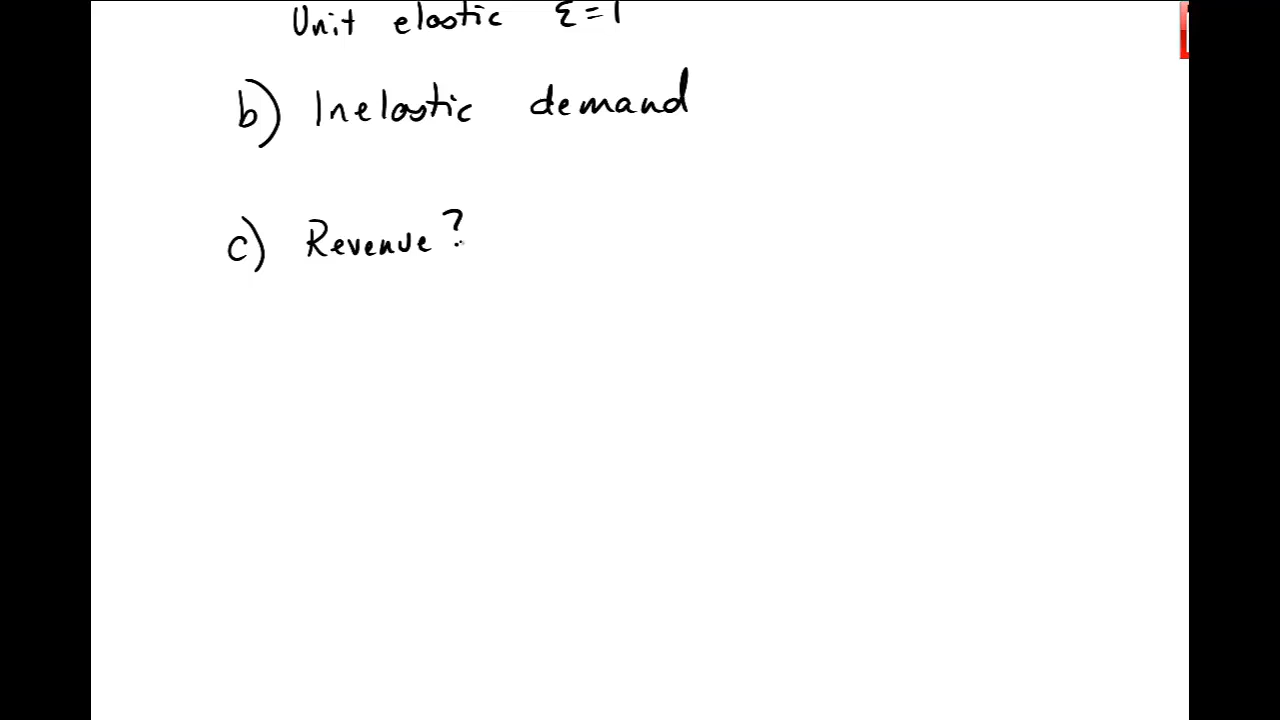 Unit elastic ε=1
b) Inelastic demand
c) Revenue?